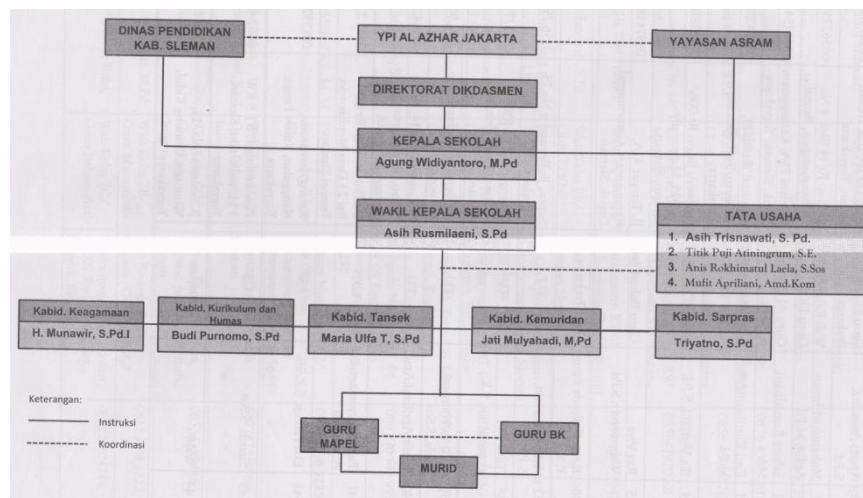 DINAS PENDIDIKAN
KAB. SLEMAN
YPI AL AZHAR JAKARTA
YAYASAN ASRAM
DIREKTORAT DIKDASMEN
KEPALA SEKOLAH
Agung Widiyantoro, M.Pd
WAKIL KEPALA SEKOLAH
Asih Rusmilaeni, S.Pd
TATA USAHA
1. Asih Trisnawati, S. Pd.
2. Titik Puji Atiningrum, S.E.
3. Anis Rokhimatul Laela, S.Sos
4. Mufit Apriliani, Amd.Kom
Kabid. Keagamaan
H. Munawir, S.Pd.I
Kabid. Kurikulum dan
Humas
Budi Purnomo, S.Pd
Kabid. Tansek
Maria Ulfa T, S.Pd
Kabid. Kemuridan
Jati Mulyahadi, M,Pd
Kabid. Sarpras
Triyatno, S.Pd
Keterangan:
Instruksi
Koordinasi
GURU
MAPEL
GURU BK
MURID